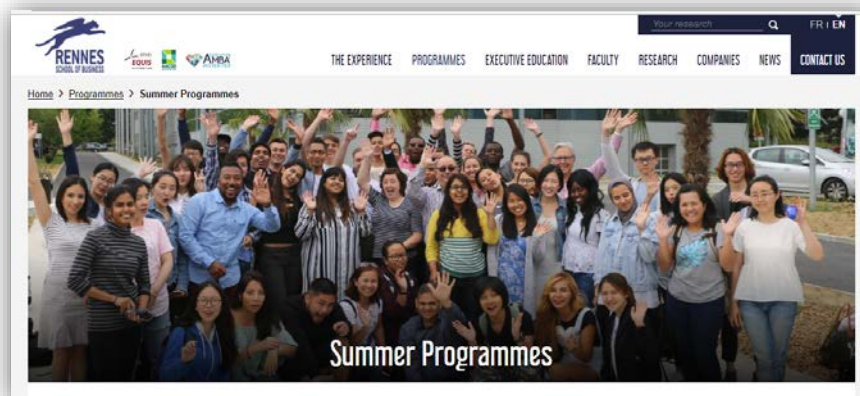 Your research
FR | EN
RENNES
SCHOOL OF BUSINESS
EQUIS
AMBA
THE EXPERIENCE PROGRAMMES EXECUTIVE EDUCATION FACULTY RESEARCH COMPANIES NEWS CONTACT US
Home > Programmes > Summer Programmes
Summer Programmes